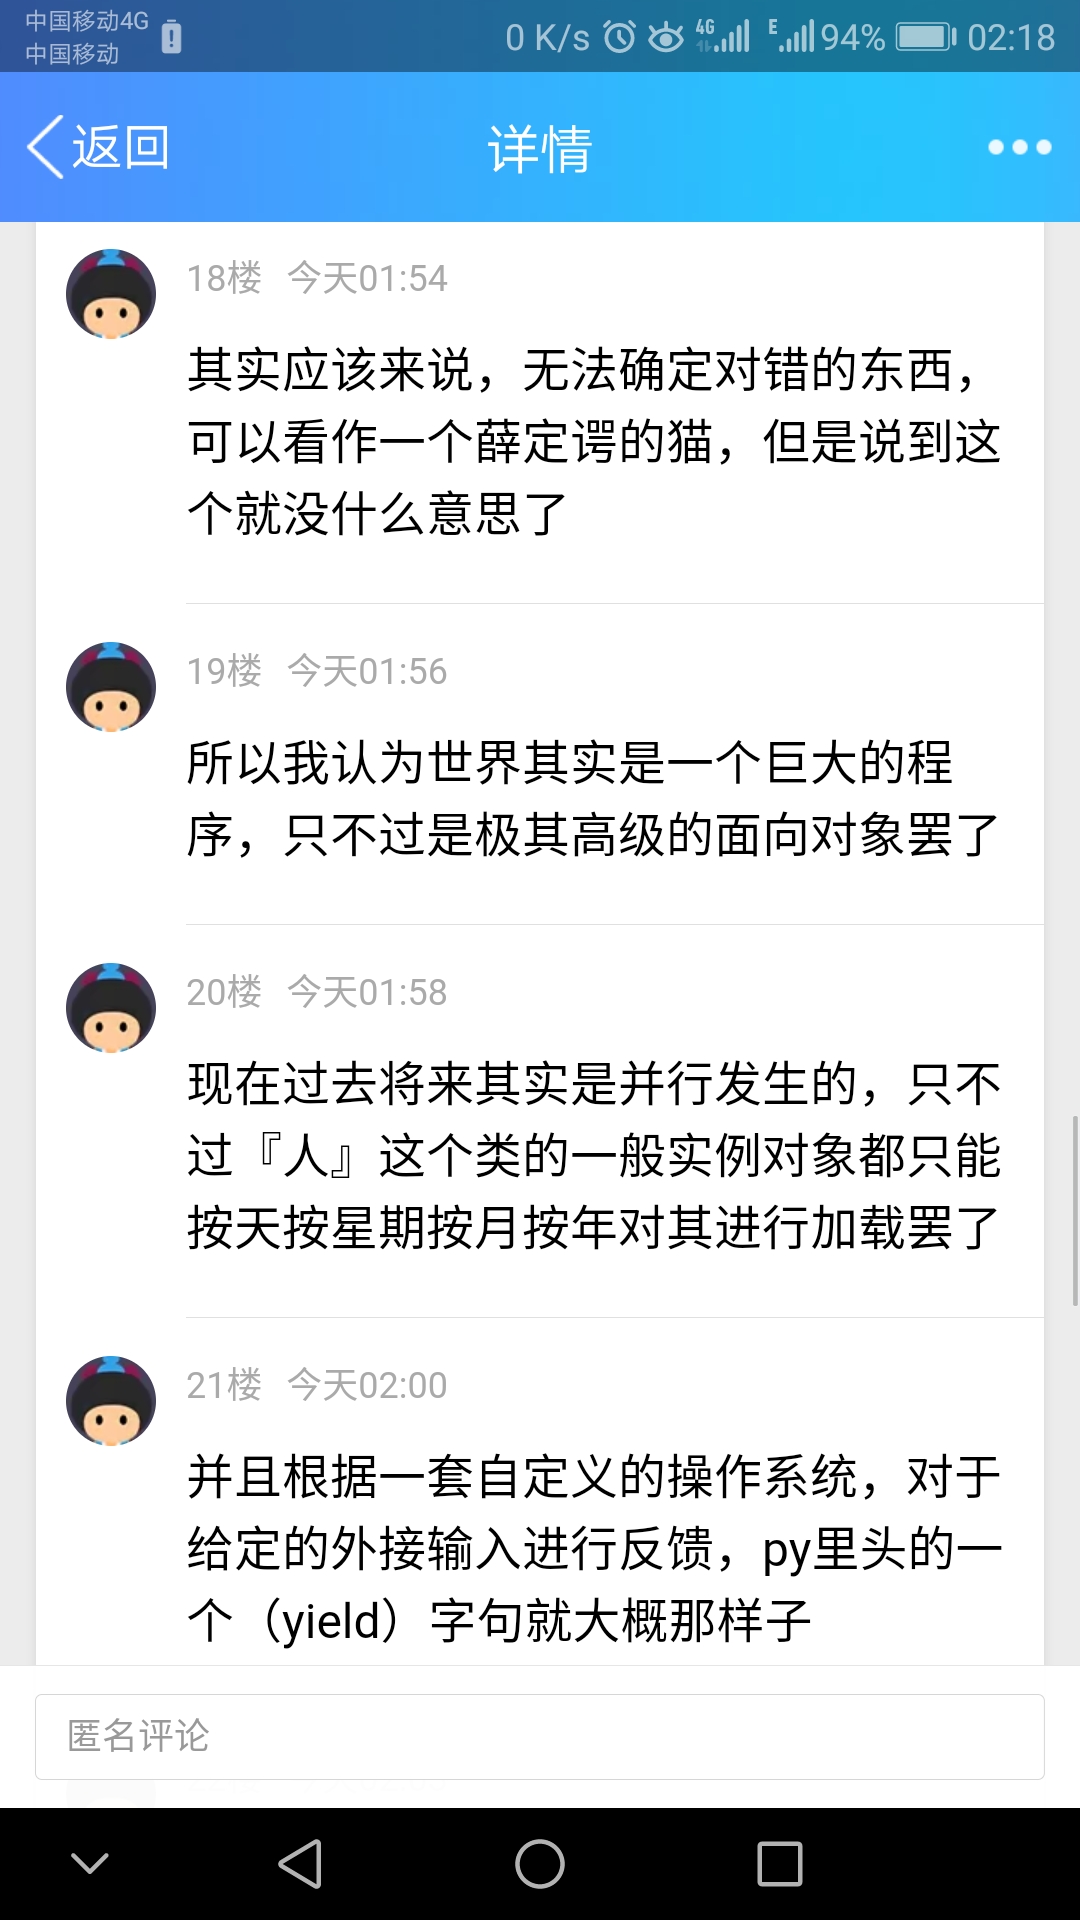 中国移动4G
中国移动
0 K/s 4G E 94% 02:18
返回 详情
18楼 今天01:54
其实应该来说，无法确定对错的东西，
可以看作一个薛定谔的猫，但是说到这
个就没什么意思了
19楼 今天01:56
所以我认为世界其实是一个巨大的程
序，只不过是极其高级的面向对象罢了
20楼 今天01:58
现在过去将来其实是并行发生的，只不
过『人』这个类的一般实例对象都只能
按天按星期按月按年对其进行加载罢了
21楼 今天02:00
并且根据一套自定义的操作系统，对于
给定的外接输入进行反馈，py里头的一
个（yield）字句就大概那样子
匿名评论